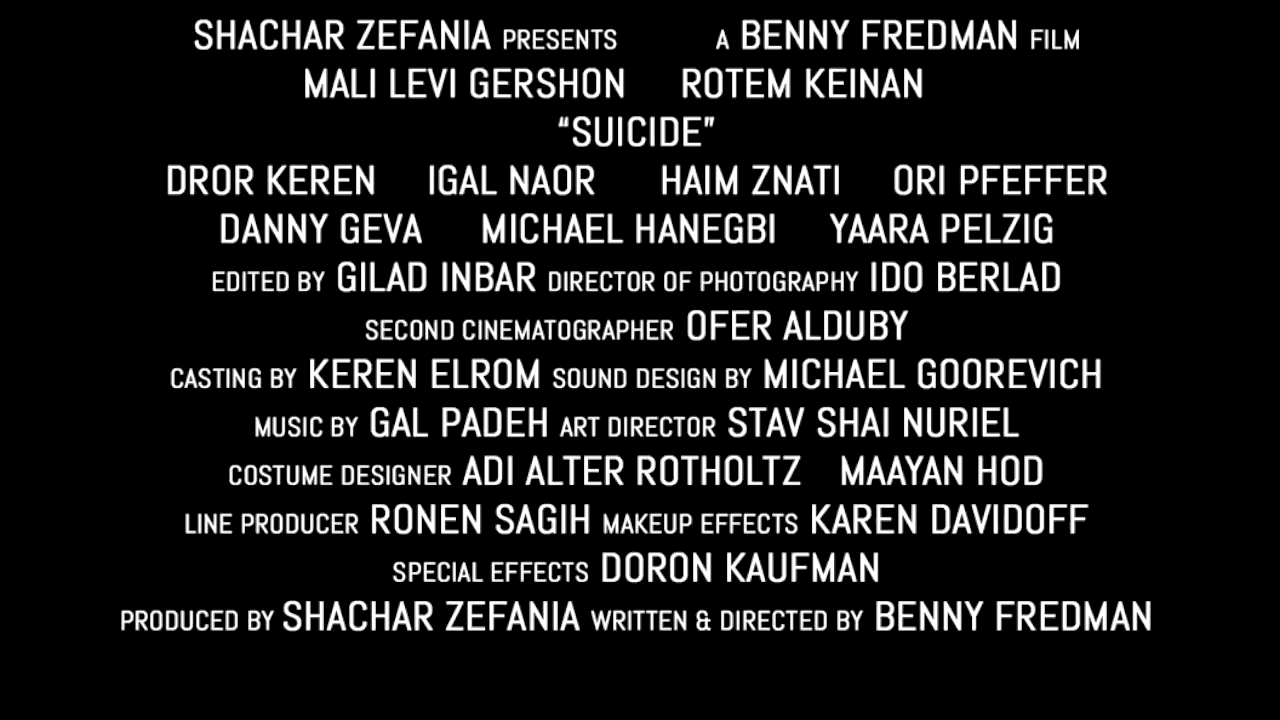 SHACHAR ZEFANIA PRESENTS A BENNY FREDMAN FILM
MALI LEVI GERSHON ROTEM KEINAN
“SUICIDE”
DROR KEREN IGAL NAOR HAIM ZNATI ORI PFEFFER
DANNY GEVA MICHAEL HANEGBI YAARA PELZIG
EDITED BY GILAD INBAR DIRECTOR OF PHOTOGRAPHY IDO BERLAD
SECOND CINEMATOGRAPHER OFER ALDUBY
CASTING BY KEREN ELROM SOUND DESIGN BY MICHAEL GOOREVICH
MUSIC BY GAL PADEH ART DIRECTOR STAV SHAI NURIEL
COSTUME DESIGNER ADI ALTER ROTHOLTZ MAAYAN HOD
LINE PRODUCER RONEN SAGIH MAKEUP EFFECTS KAREN DAVIDOFF
SPECIAL EFFECTS DORON KAUFMAN
PRODUCED BY SHACHAR ZEFANIA WRITTEN & DIRECTED BY BENNY FREDMAN